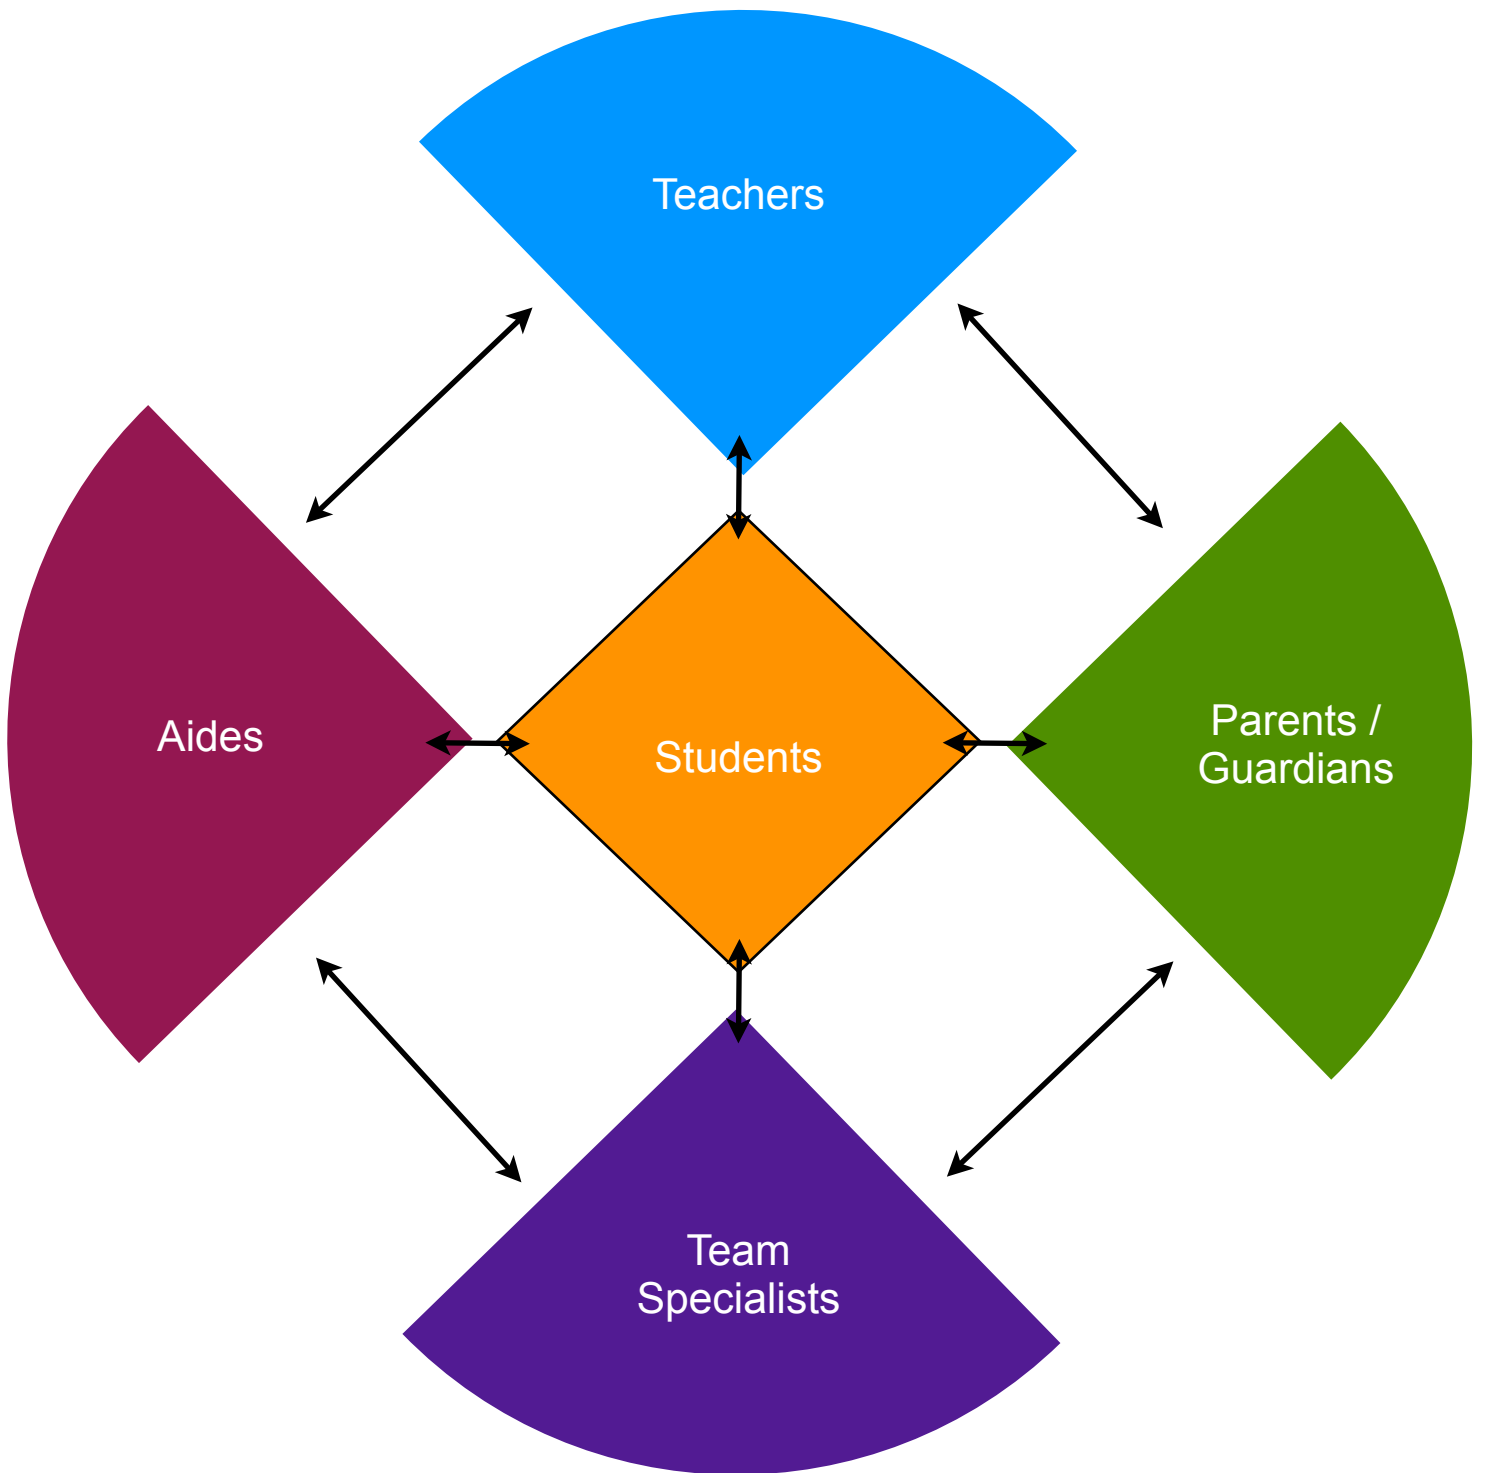 Teachers
Aides
Students
Parents /
Guardians
Team
Specialists